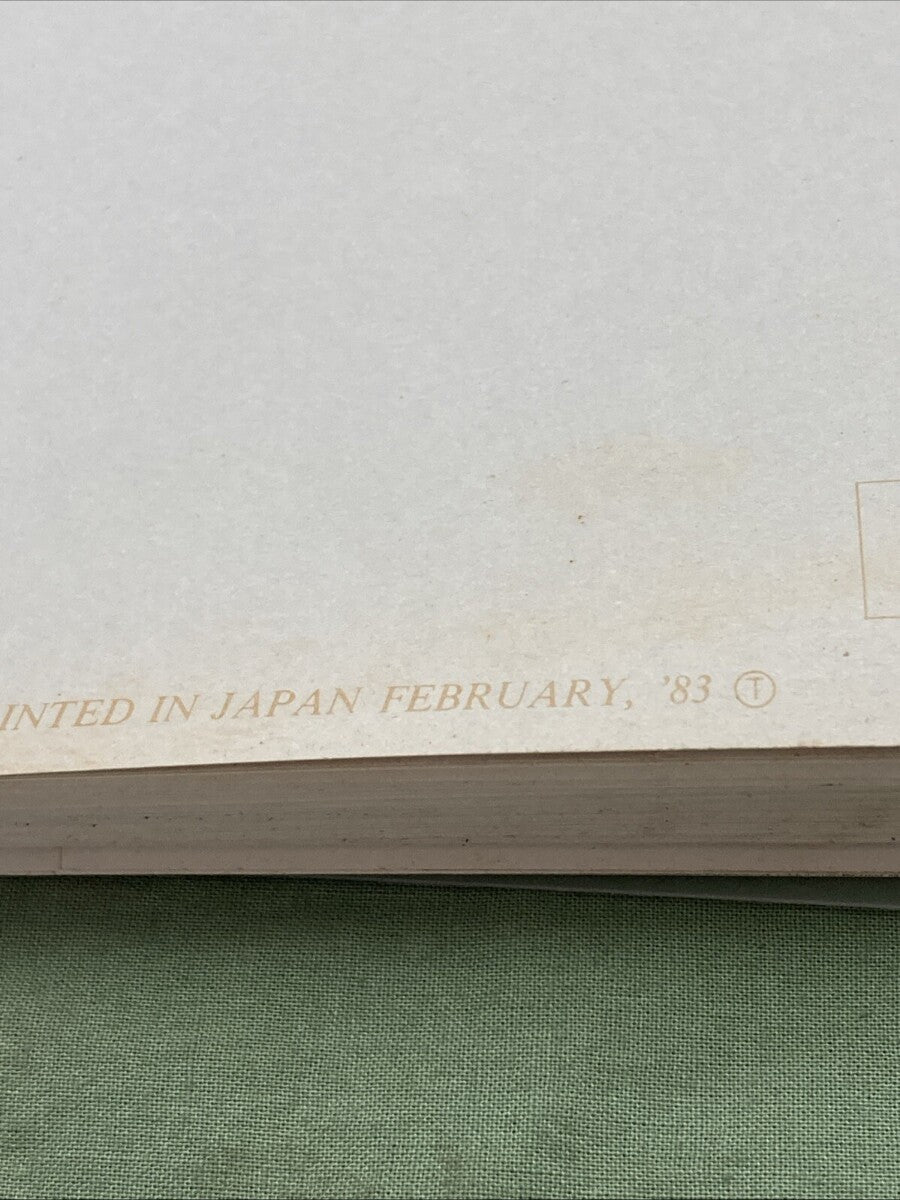 INTED IN JAPAN FEBRUARY, '83 Ⓣ